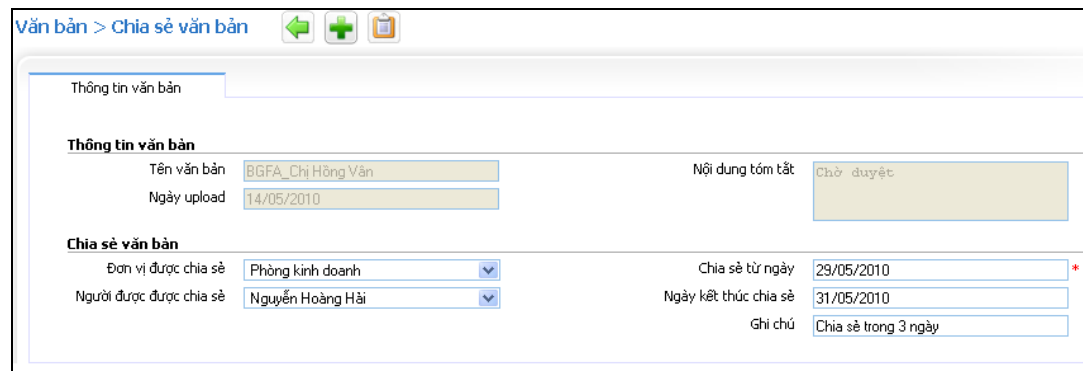 Văn bản > Chia sẻ văn bản
Thông tin văn bản
Thông tin văn bản
Tên văn bản BGFA_Chị Hồng Vân Nội dung tóm tắt Chờ duyệt
Ngày upload 14/05/2010
Chia sẻ văn bản
Đơn vị được chia sẻ Phòng kinh doanh Chia sẻ từ ngày 29/05/2010 *
Người được được chia sẻ Nguyễn Hoàng Hải Ngày kết thúc chia sẻ 31/05/2010
Ghi chú Chia sẻ trong 3 ngày